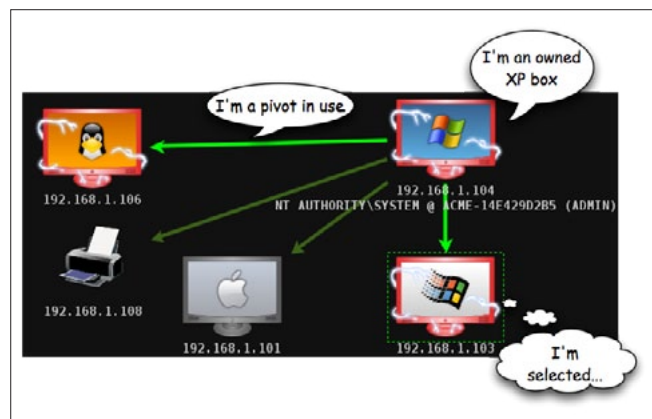 I'm an owned
XP box
I'm a pivot in use
192.168.1.106
192.168.1.104
NT AUTHORITY\SYSTEM @ ACME-14E429D2B5 (ADMIN)
192.168.1.108
192.168.1.101
192.168.1.103
I'm
selected...